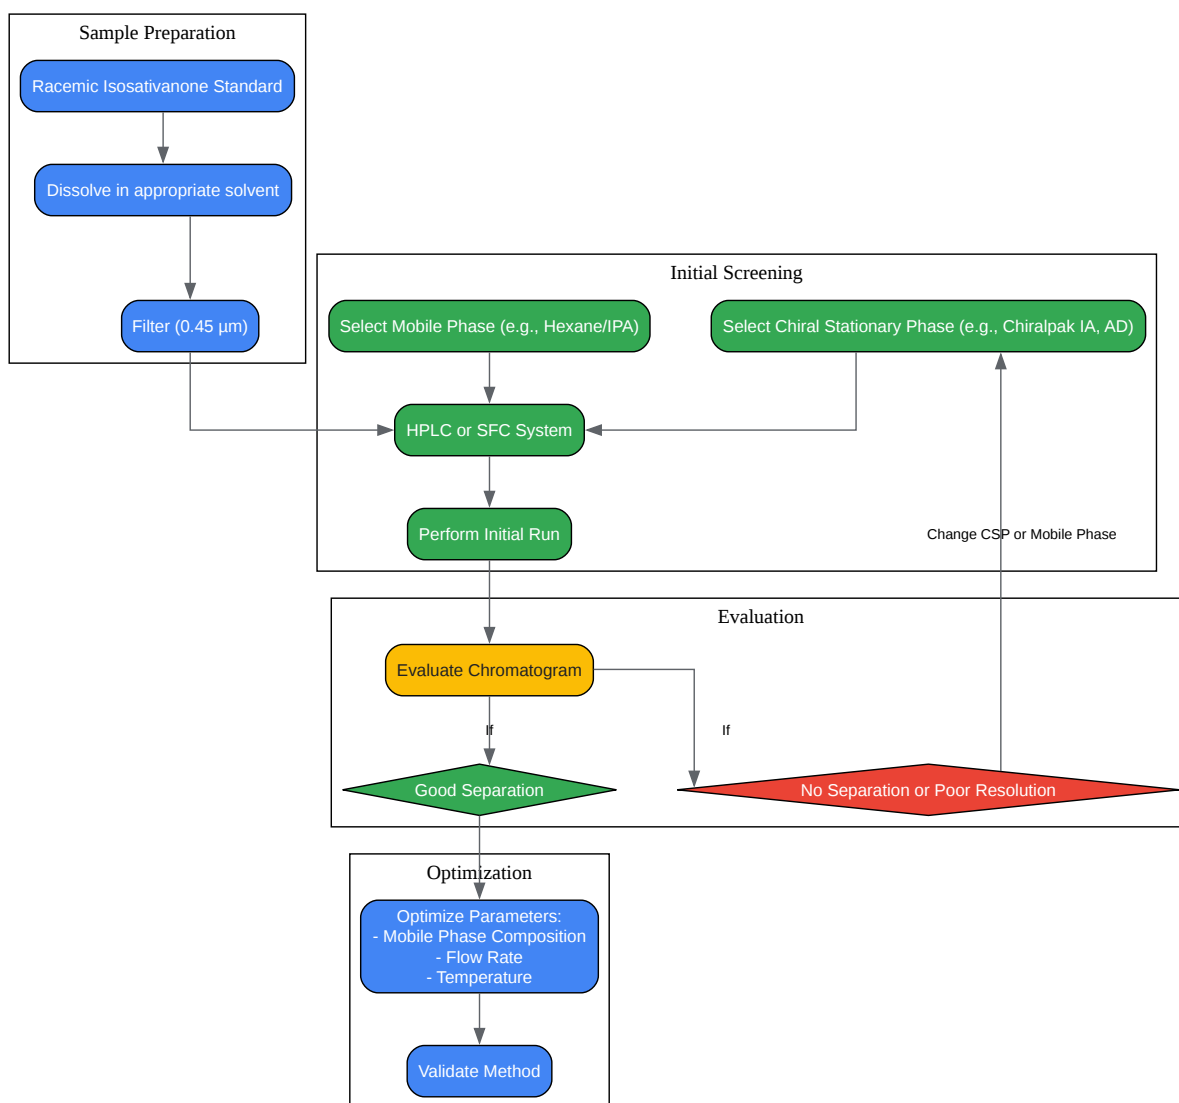 Sample Preparation
Racemic Isosativanone Standard
Dissolve in appropriate solvent
Filter (0.45 µm)
Initial Screening
Select Mobile Phase (e.g., Hexane/IPA)
Select Chiral Stationary Phase (e.g., Chiralpak IA, AD)
HPLC or SFC System
Perform Initial Run
Change CSP or Mobile Phase
Evaluation
Evaluate Chromatogram
If
If
Good Separation
No Separation or Poor Resolution
Optimization
Optimize Parameters:
- Mobile Phase Composition
- Flow Rate
- Temperature
Validate Method